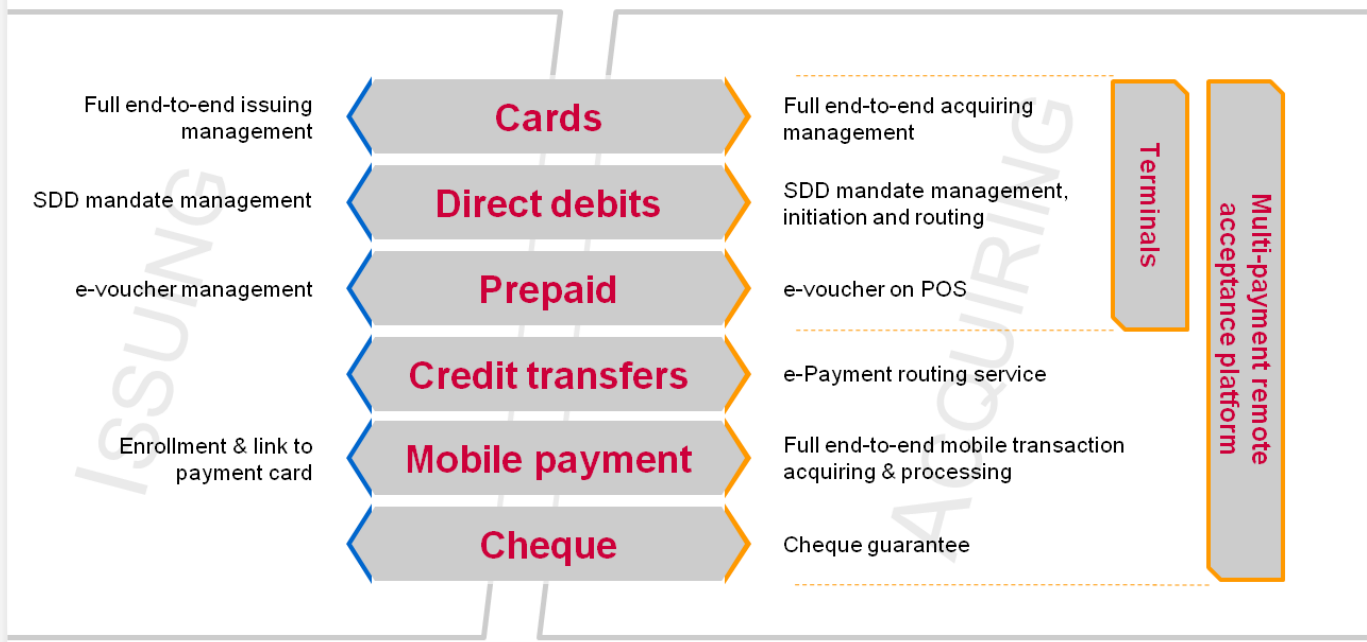 ISSUING
ACQUIRING
Full end-to-end issuing
management
Cards
Full end-to-end acquiring
management
SDD mandate management
Direct debits
SDD mandate management,
initiation and routing
e-voucher management
Prepaid
e-voucher on POS
Credit transfers
e-Payment routing service
Enrollment & link to
payment card
Mobile payment
Full end-to-end mobile transaction
acquiring & processing
Cheque
Cheque guarantee
Terminals
Multi-payment remote
acceptance platform